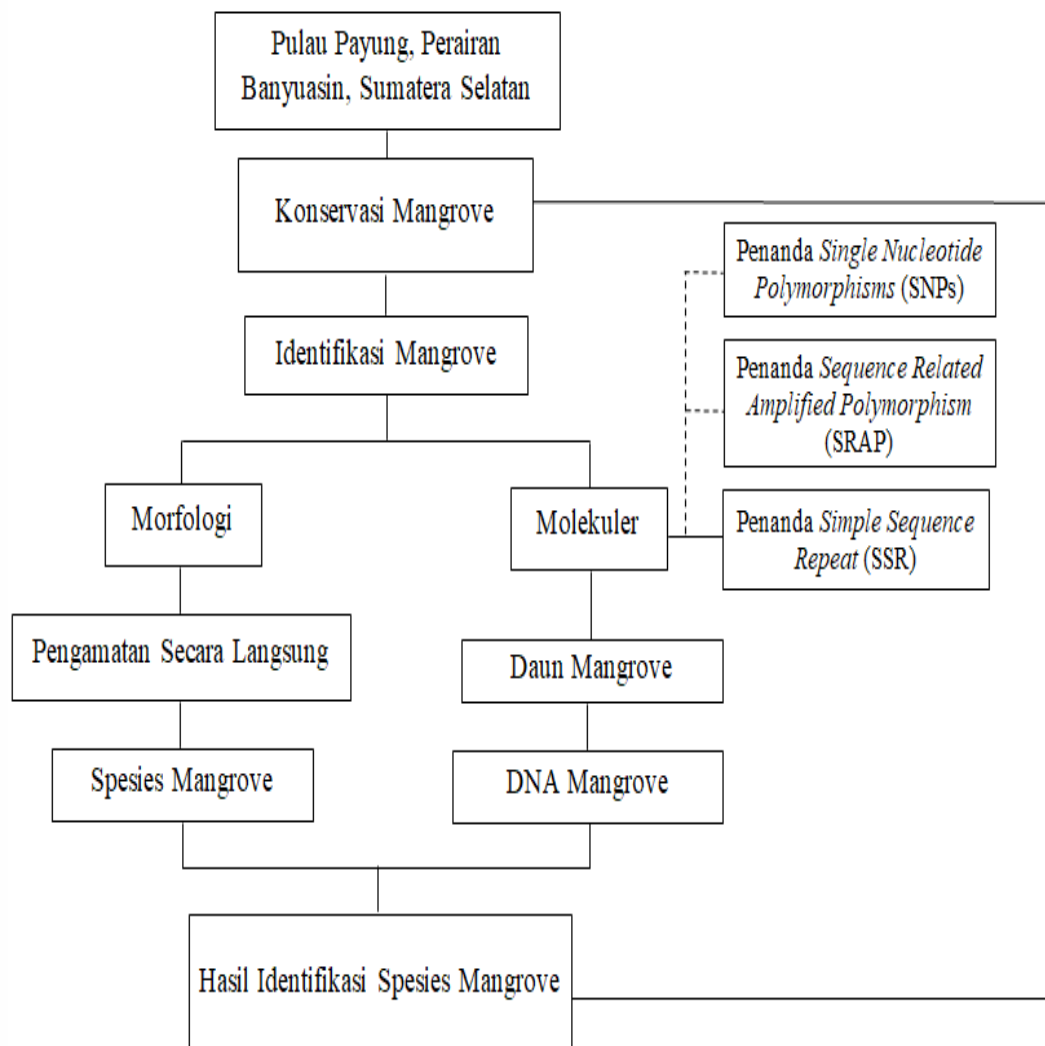 Pulau Payung, Perairan
Banyuasin, Sumatera Selatan
Konservasi Mangrove
Penanda Single Nucleotide
Polymorphisms (SNPs)
Identifikasi Mangrove
Penanda Sequence Related
Amplified Polymorphism
(SRAP)
Morfologi
Molekuler
Penanda Simple Sequence
Repeat (SSR)
Pengamatan Secara Langsung
Daun Mangrove
Spesies Mangrove
DNA Mangrove
Hasil Identifikasi Spesies Mangrove